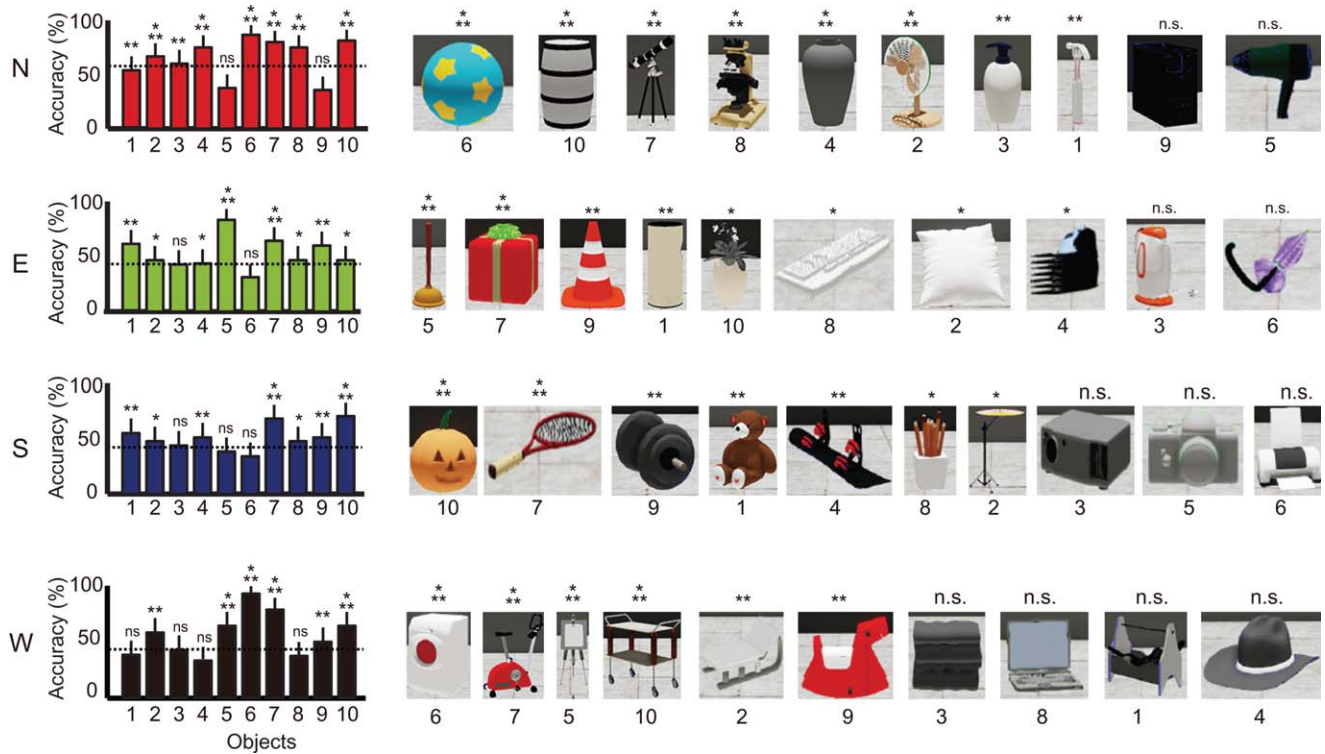 N
Accuracy (%)
100
50
0
* * * * * *
** ** ** ** ns ** ** ** ns **
1 2 3 4 5 6 7 8 9 10
* * * * * *
** ** ** ** ** ** ** ** n.s. n.s.
6 10 7 8 4 2 3 1 9 5
E
Accuracy (%)
100
50
0
* *
** * ns * ** ns ** * ** *
1 2 3 4 5 6 7 8 9 10
* *
** ** ** ** * * * * n.s. n.s.
5 7 9 1 10 8 2 4 3 6
S
Accuracy (%)
100
50
0
* *
** * ns ** ns ns ** * ** **
1 2 3 4 5 6 7 8 9 10
* *
** ** ** ** ** * * n.s. n.s. n.s.
10 7 9 1 4 8 2 3 5 6
W
Accuracy (%)
100
50
0
* * * *
ns ** ns ns ** ** ** ns ** **
1 2 3 4 5 6 7 8 9 10
Objects
* * * *
** ** ** ** ** ** n.s. n.s. n.s. n.s.
6 7 5 10 2 9 3 8 1 4